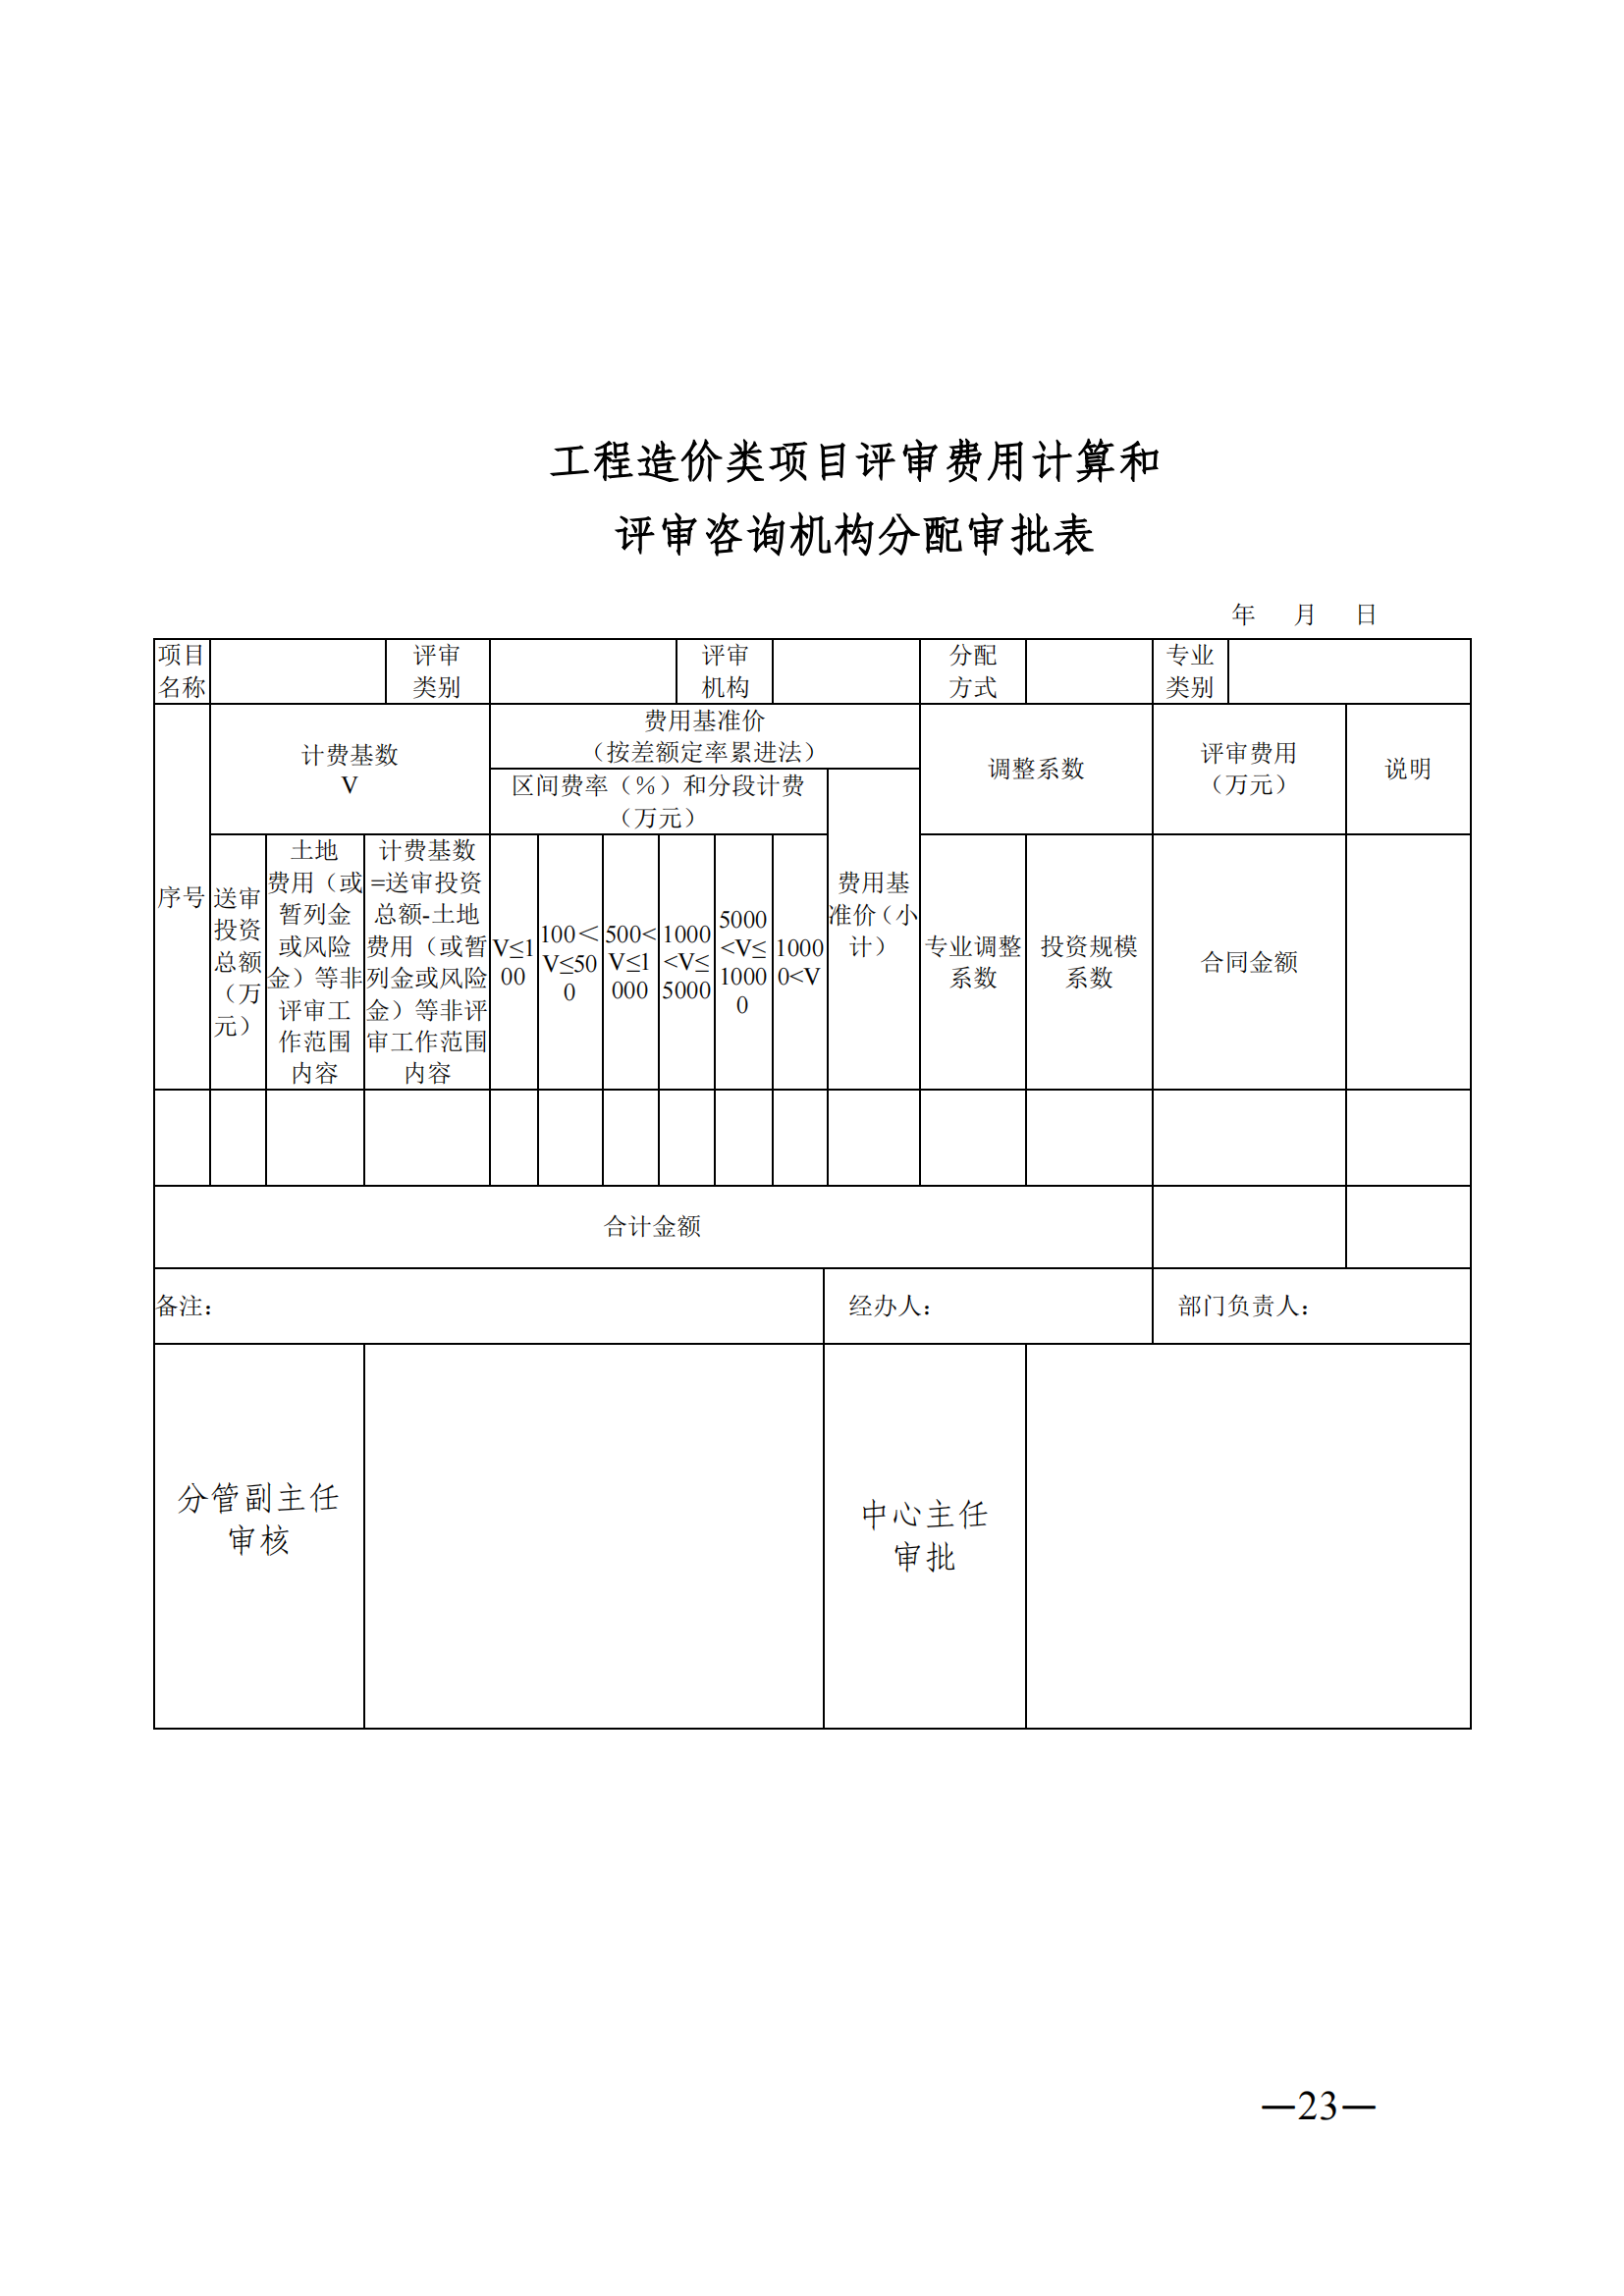 工程造价类项目评审费用计算和
评审咨询机构分配审批表
年 月 日
项目
名称
评审
类别
评审
机构
分配
方式
专业
类别
序号
计费基数
V
费用基准价
（按差额定率累进法）
区间费率（%）和分段计费
（万元）
费用基
准价（小
计）
调整系数
评审费用
（万元）
说明
送审
投资
总额
（万
元）
土地
费用（或
暂列金
或风险
金）等非
评审工
作范围
内容
计费基数
=送审投资
总额-土地
费用（或暂
列金或风险
金）等非评
审工作范围
内容
V≤1
00
100＜
V≤50
0
500<
V≤1
000
1000
<V≤
5000
5000
<V≤
1000
0
1000
0<V
专业调整
系数
投资规模
系数
合同金额
合计金额
备注：
经办人：
部门负责人：
分管副主任
审核
中心主任
审批
—23—